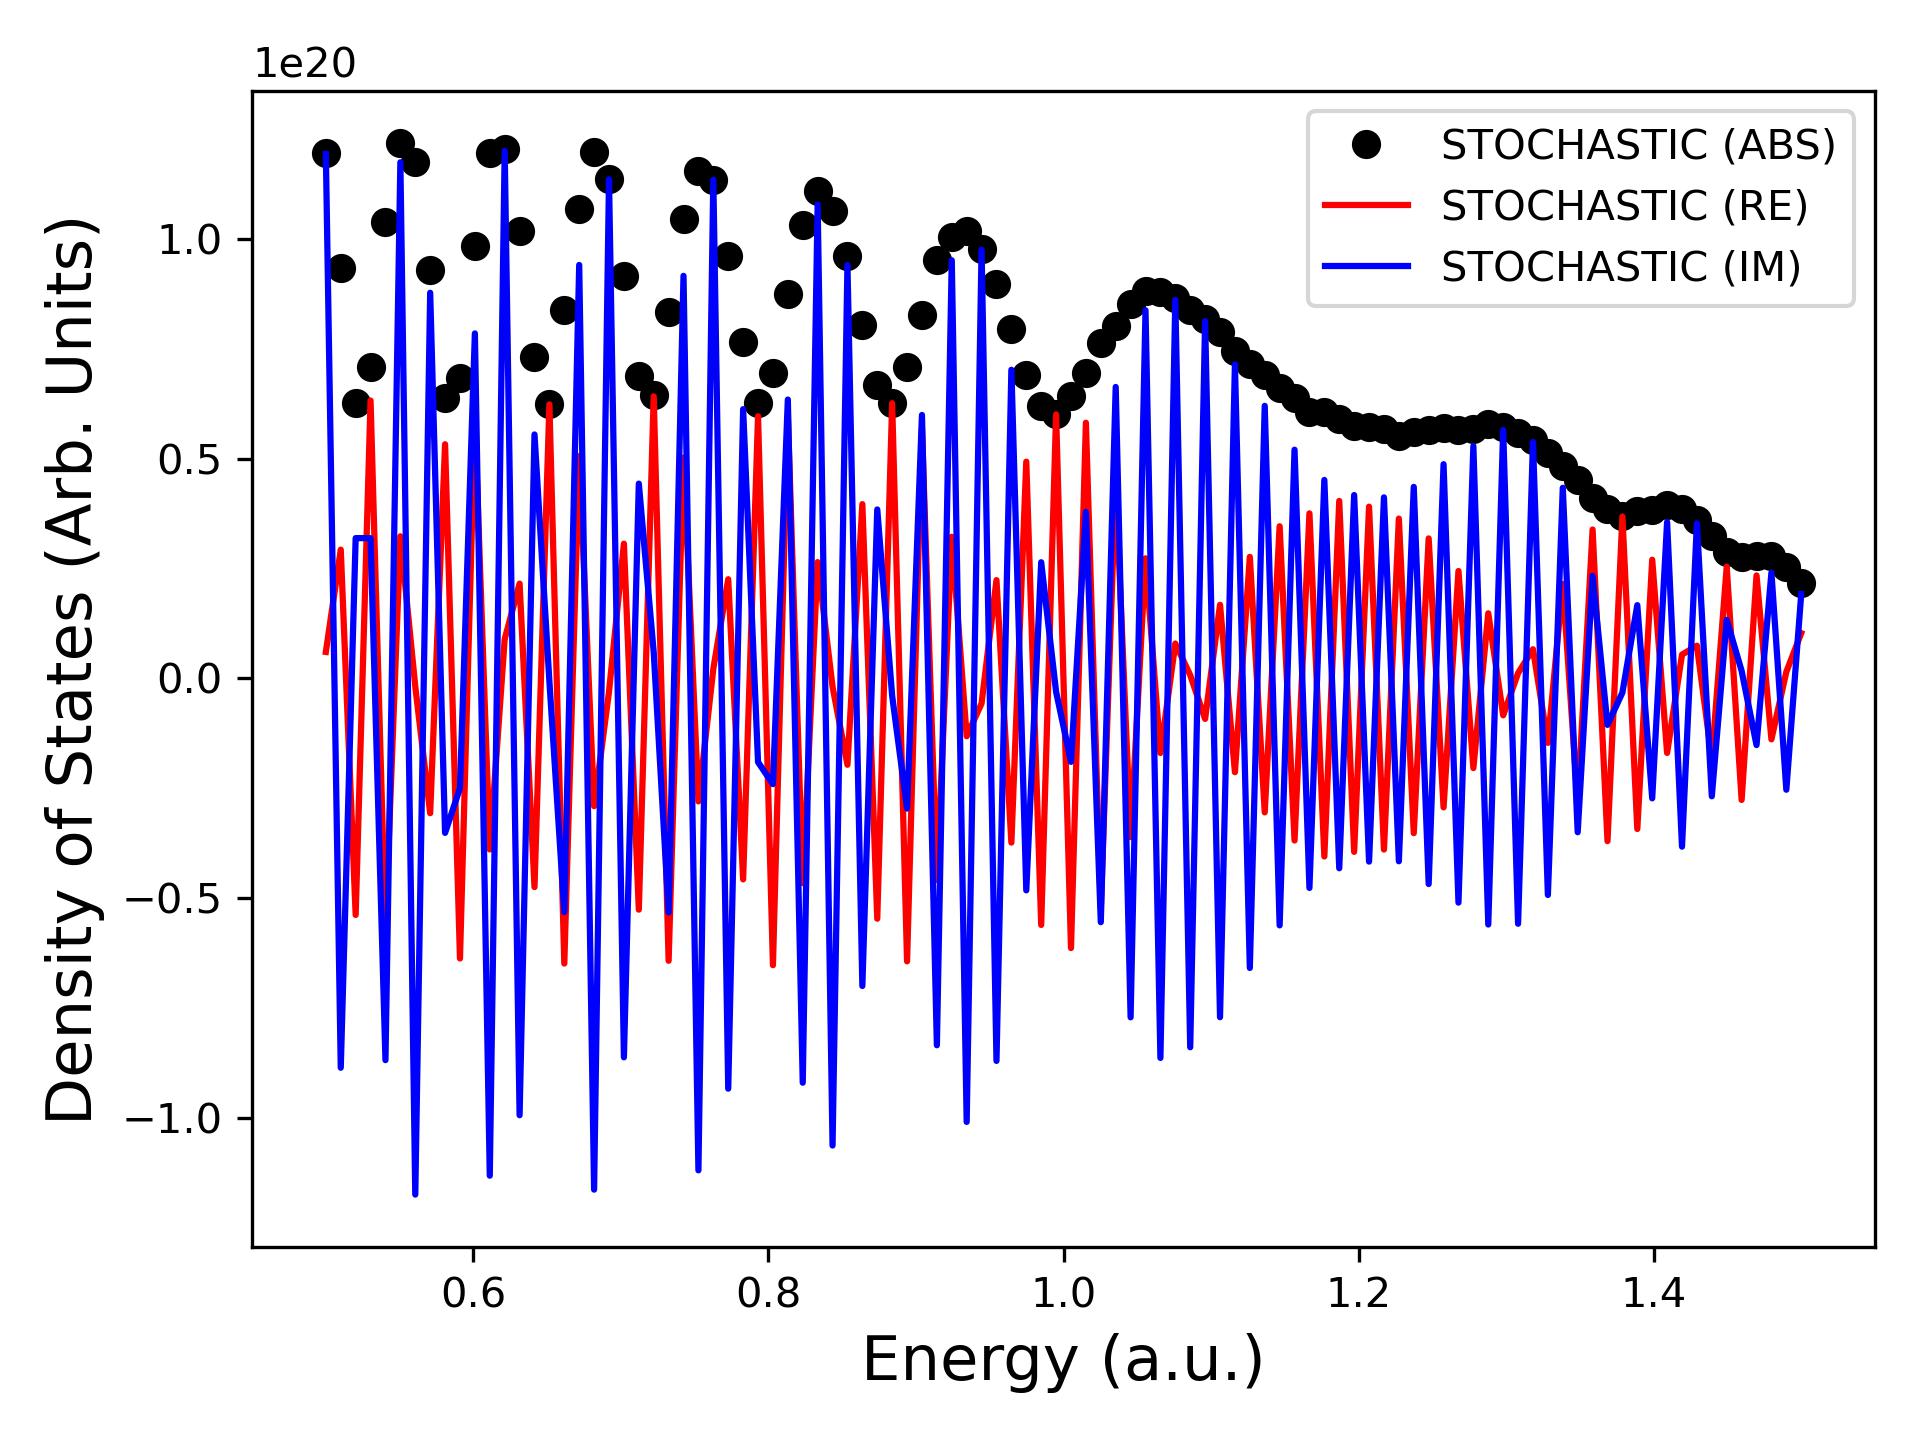 1e20
STOCHASTIC (ABS)
STOCHASTIC (RE)
STOCHASTIC (IM)
Density of States (Arb. Units)
1.0
0.5
0.0
−0.5
−1.0
0.6 0.8 1.0 1.2 1.4
Energy (a.u.)